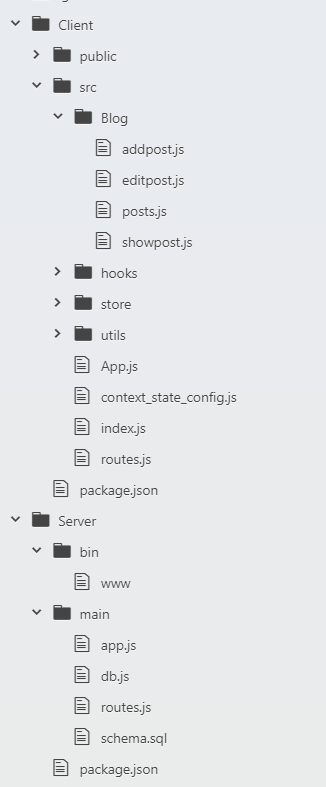 Client
public
src
Blog
addpost.js
editpost.js
posts.js
showpost.js
hooks
store
utils
App.js
context_state_config.js
index.js
routes.js
package.json
Server
bin
www
main
app.js
db.js
routes.js
schema.sql
package.json